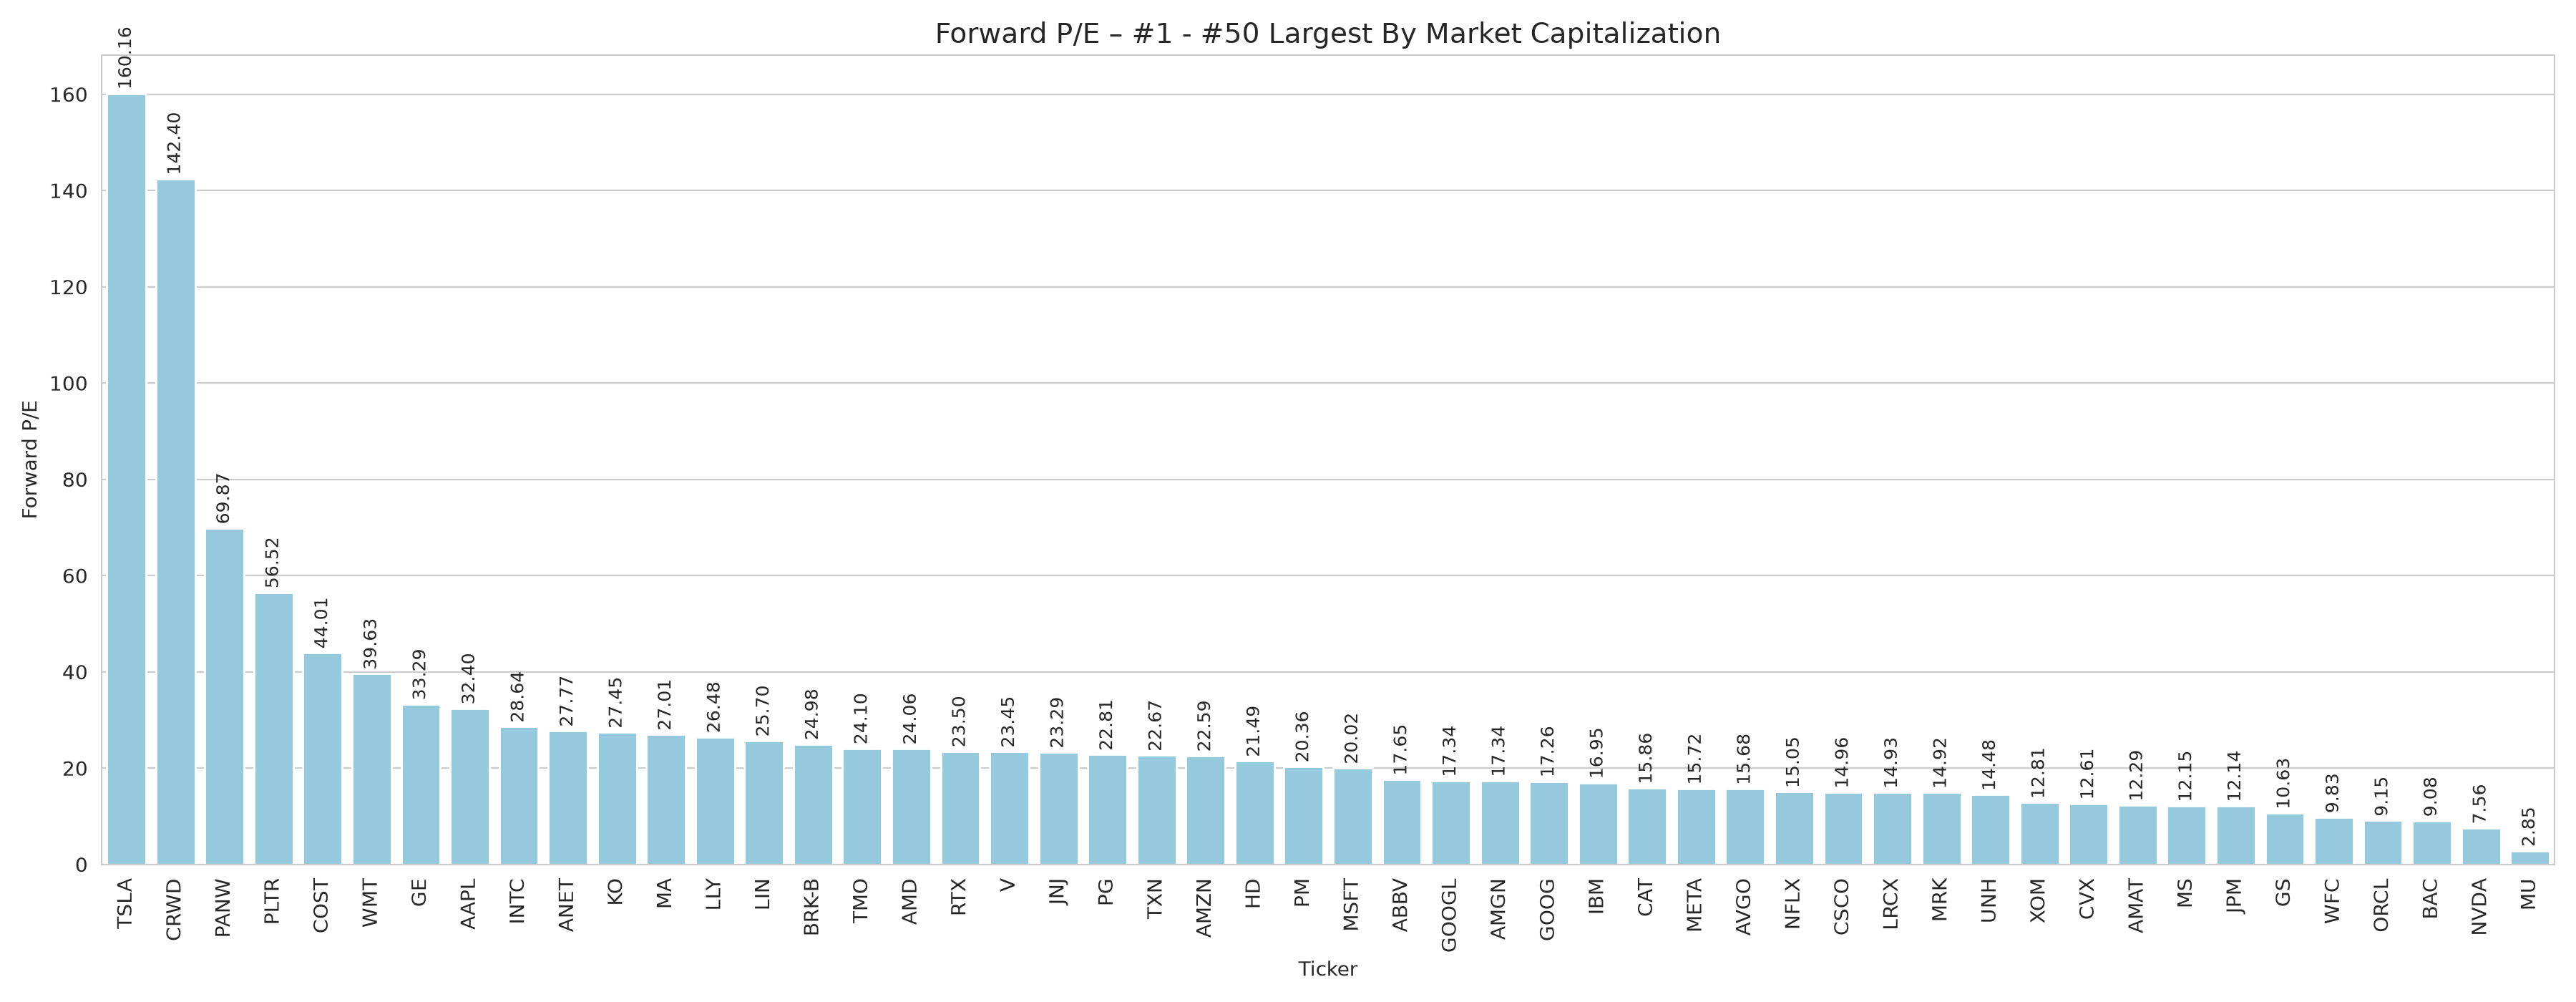 Forward P/E – #1 - #50 Largest By Market Capitalization
Forward P/E
160
140
120
100
80
60
40
20
0
160.16
142.40
69.87
56.52
44.01
39.63
33.29
32.40
28.64
27.77
27.45
27.01
26.48
25.70
24.98
24.10
24.06
23.50
23.45
23.29
22.81
22.67
22.59
21.49
20.36
20.02
17.65
17.34
17.34
17.26
16.95
15.86
15.72
15.68
15.05
14.96
14.93
14.92
14.48
12.81
12.61
12.29
12.15
12.14
10.63
9.83
9.15
9.08
7.56
2.85
TSLA
CRWD
PANW
PLTR
COST
WMT
GE
AAPL
INTC
ANET
KO
MA
LLY
LIN
BRK-B
TMO
AMD
RTX
V
JNJ
PG
TXN
AMZN
HD
PM
MSFT
ABBV
GOOGL
AMGN
GOOG
IBM
CAT
META
AVGO
NFLX
CSCO
LRCX
MRK
UNH
XOM
CVX
AMAT
MS
JPM
GS
WFC
ORCL
BAC
NVDA
MU
Ticker